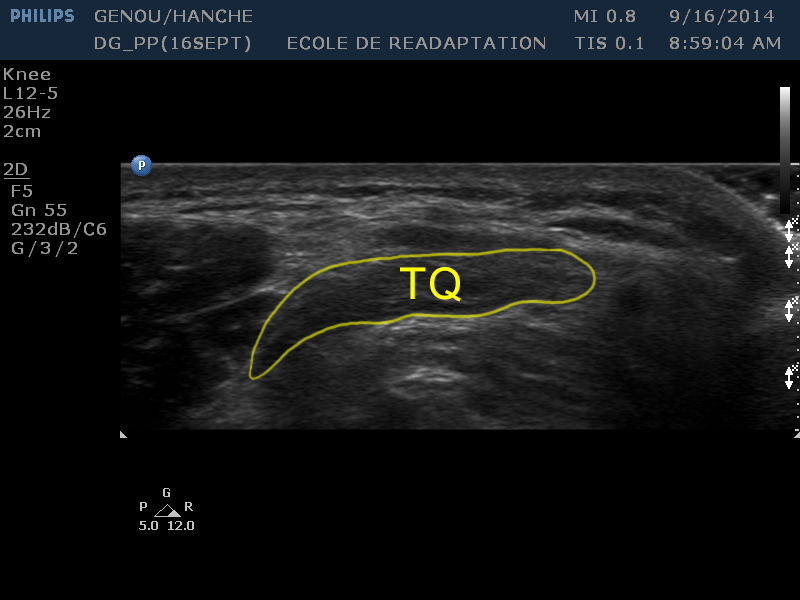 PHILIPS GENOU/HANCHE MI 0.8 9/16/2014
DG_PP(16SEPT) ECOLE DE READAPTATION TIS 0.1 8:59:04 AM
Knee
L12-5
26Hz
2cm
2D
F5
Gn 55
232dB/C6
G/3/2
P
TQ
G
P R
5.0 12.0